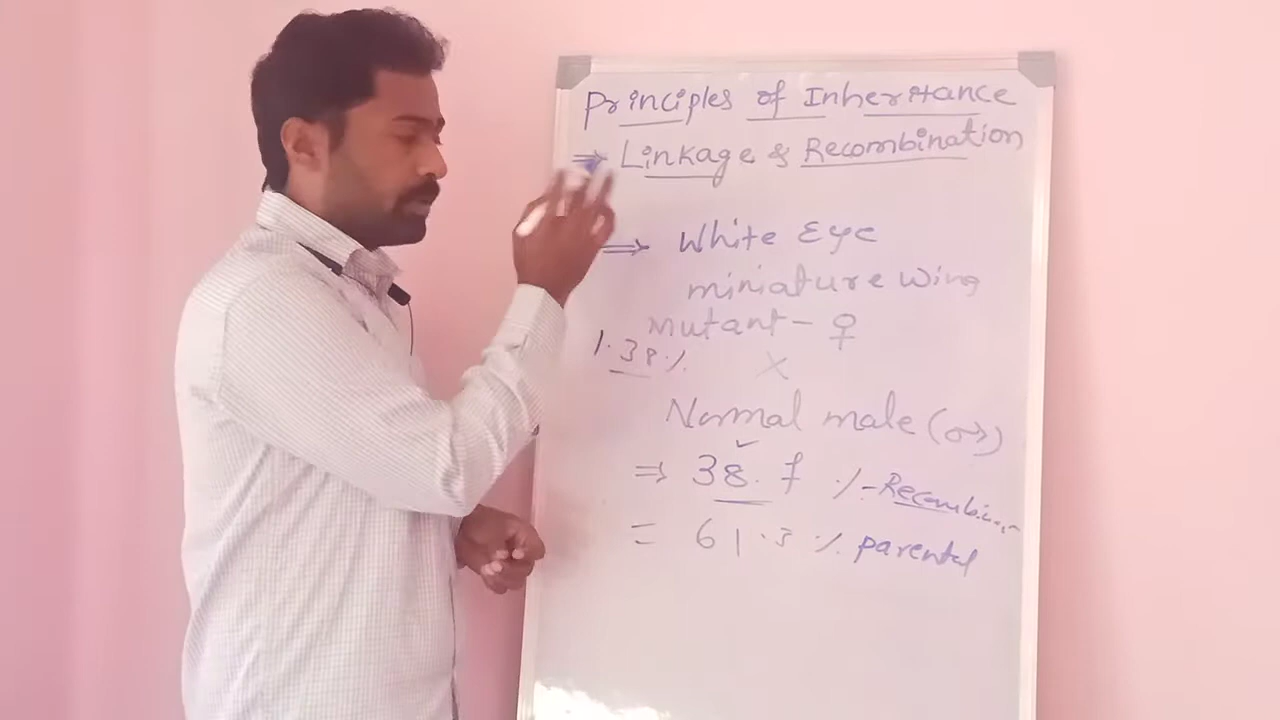 Principles of Inheritance
⇒ Linkage & Recombination
⇒ White Eye
miniature wing
Mutant - ♀
1.38%
×
Normal male (♂)
⇒ 38.7 % - Recombin
= 61.3 % parental